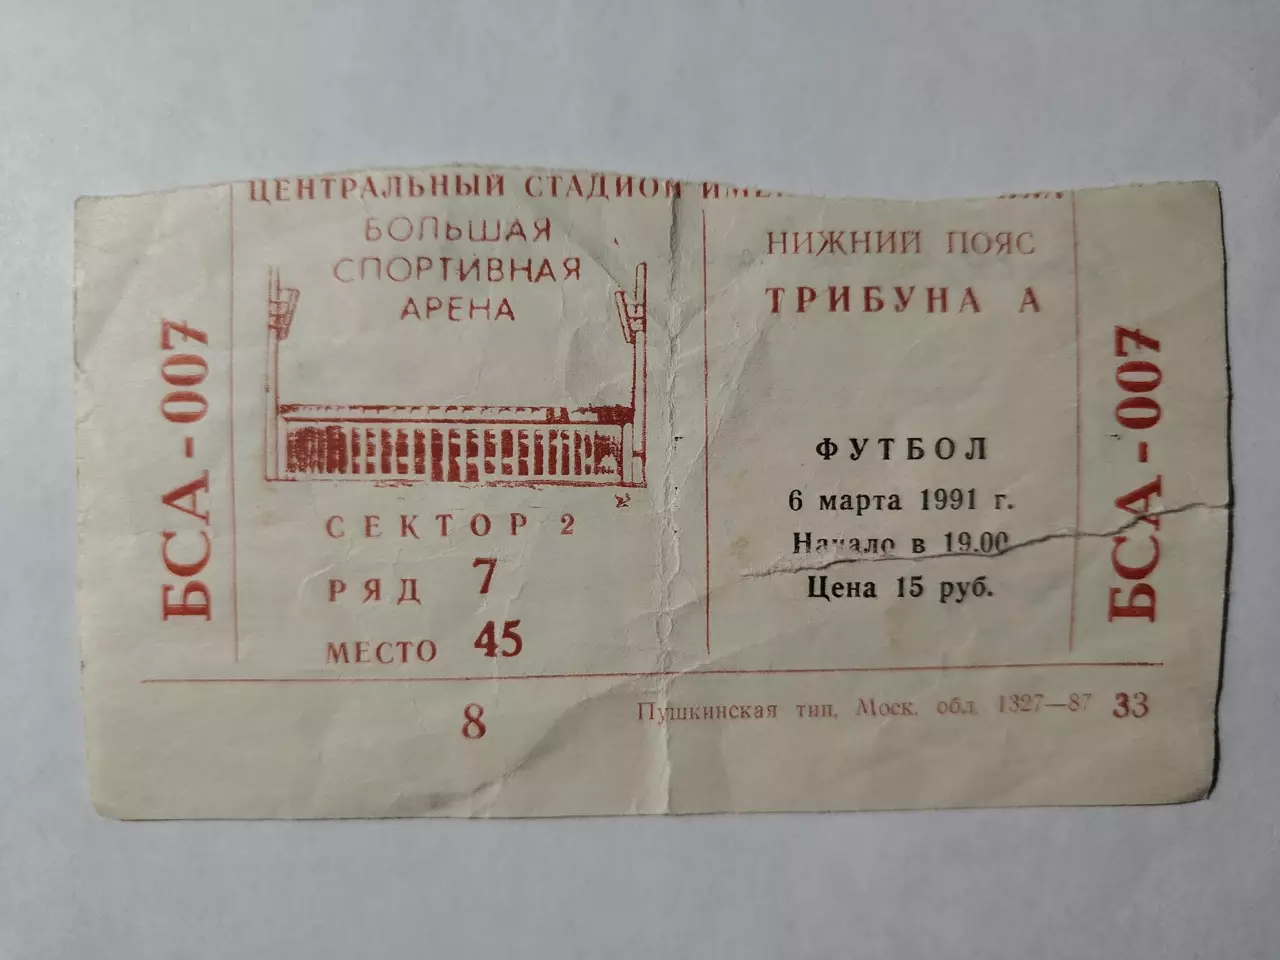 ЦЕНТРАЛЬНЫЙ СТАДИОН
БОЛЬШАЯ
СПОРТИВНАЯ
АРЕНА
СЕКТОР 2
РЯД 7
МЕСТО 45
НИЖНИЙ ПОЯС
ТРИБУНА А
ФУТБОЛ
6 марта 1991 г.
Начало в 19.00
Цена 15 руб.
БСА-007
БСА-007
8
Пушкинская тип. Моск. обл. 1327—87 33